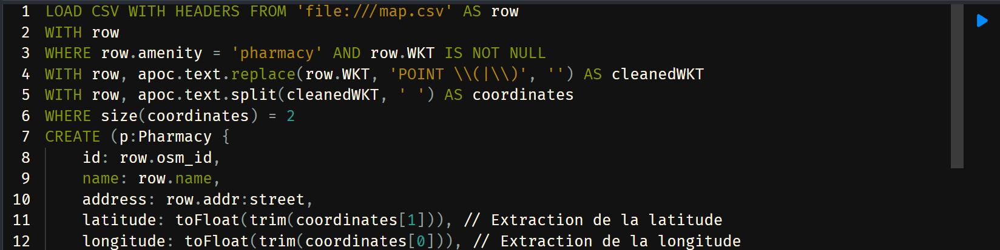 1 LOAD CSV WITH HEADERS FROM 'file:///map.csv' AS row
2 WITH row
3 WHERE row.amenity = 'pharmacy' AND row.WKT IS NOT NULL
4 WITH row, apoc.text.replace(row.WKT, 'POINT \\(|\\)', '') AS cleanedWKT
5 WITH row, apoc.text.split(cleanedWKT, ' ') AS coordinates
6 WHERE size(coordinates) = 2
7 CREATE (p:Pharmacy {
8 id: row.osm_id,
9 name: row.name,
10 address: row.addr:street,
11 latitude: toFloat(trim(coordinates[1])), // Extraction de la latitude
12 longitude: toFloat(trim(coordinates[0])), // Extraction de la longitude